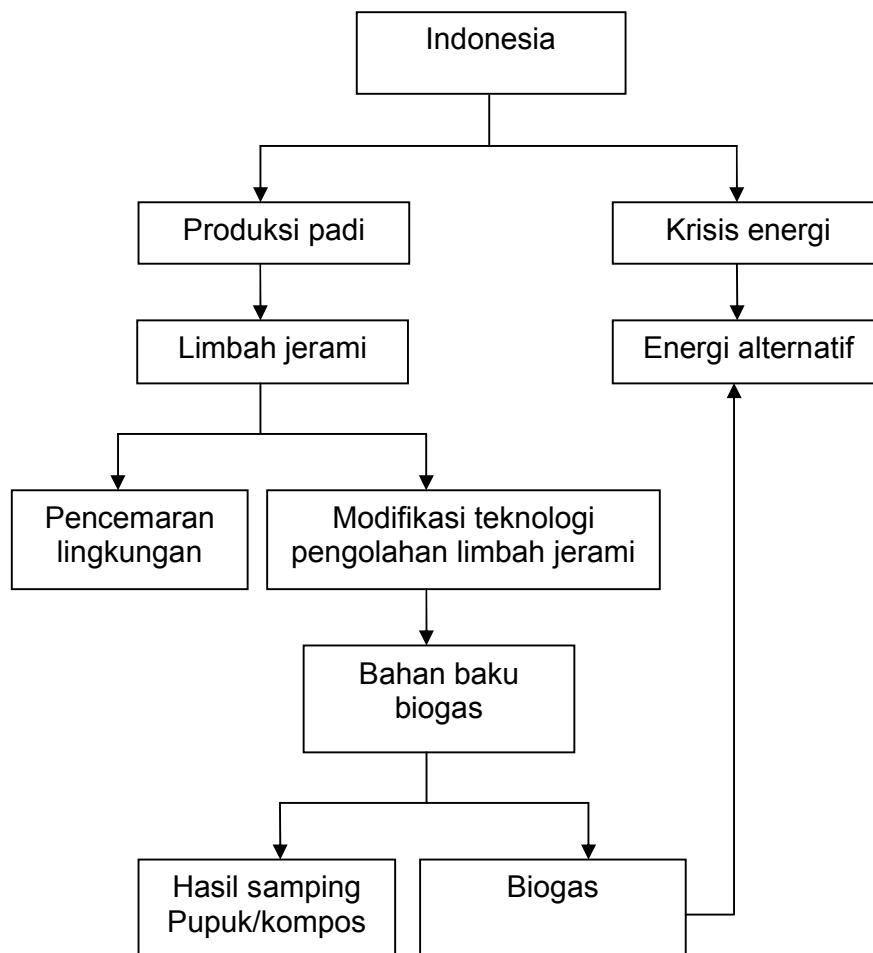 Indonesia
Produksi padi
Krisis energi
Limbah jerami
Energi alternatif
Pencemaran
lingkungan
Modifikasi teknologi
pengolahan limbah jerami
Bahan baku
biogas
Hasil samping
Pupuk/kompos
Biogas